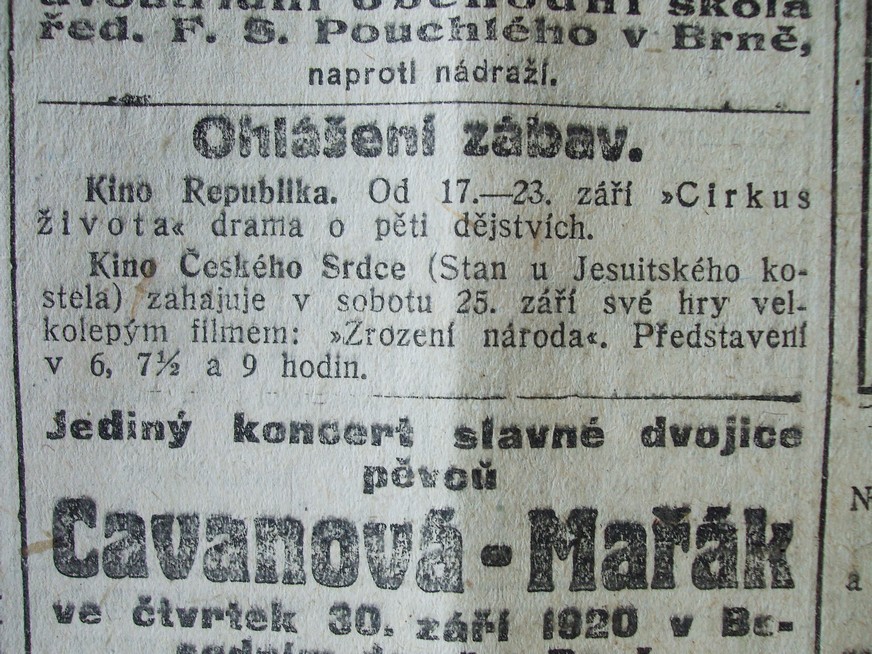 obchodní škola
řed. F. S. Pouchlého v Brně,
naproti nádraží.
Ohlášení zábav.
Kino Republika. Od 17.—23. září »Cirkus
života« drama o pěti dějstvích.
Kino Českého Srdce (Stan u Jesuitského ko-
stela) zahajuje v sobotu 25. září své hry vel-
kolepým filmem: »Zrození národa«. Představení
v 6, 7½ a 9 hodin.
Jediný koncert slavné dvojice
pěvců
Cavanová - Mařák
ve čtvrtek 30. září 1920 v Be-
N
a